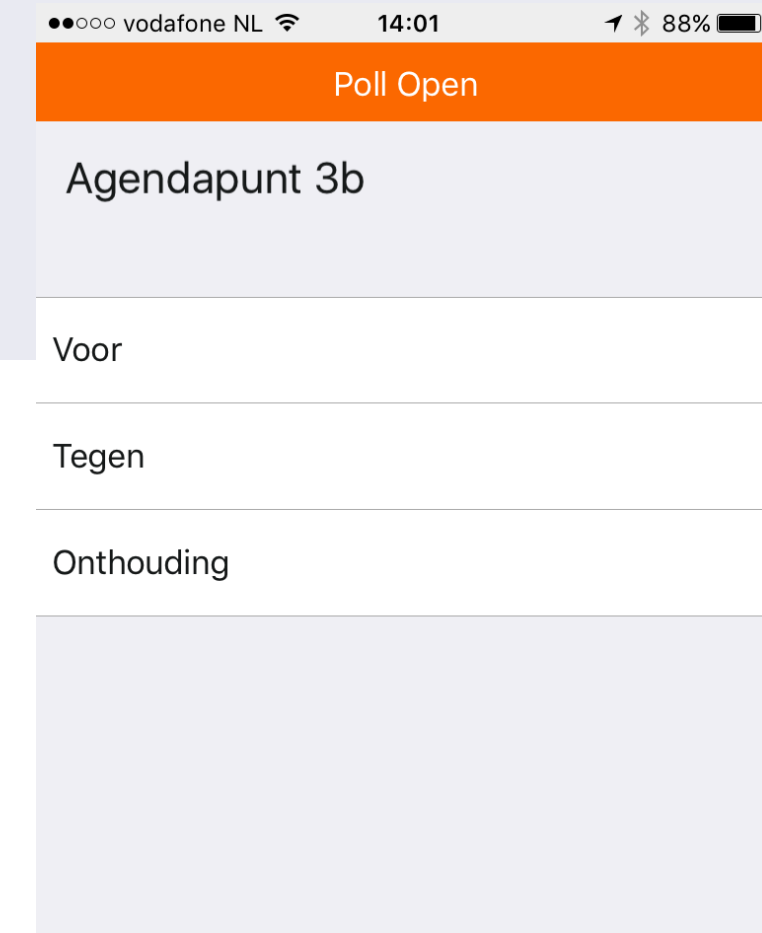 vodafone NL 14:01 88%
Poll Open
Agendapunt 3b
Voor
Tegen
Onthouding